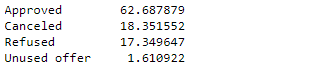 Approved 62.687879
Canceled 18.351552
Refused 17.349647
Unused offer 1.610922